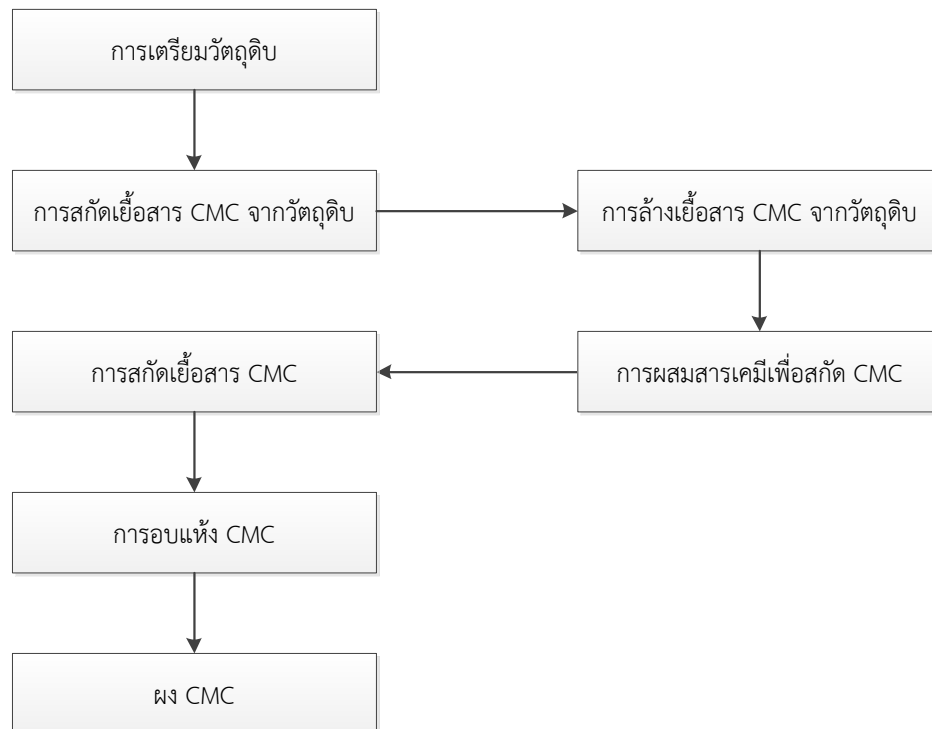 การเตรียมวัตถุดิบ
การสกัดเยื้อสาร CMC จากวัตถุดิบ
การล้างเยื้อสาร CMC จากวัตถุดิบ
การผสมสารเคมีเพื่อสกัด CMC
การสกัดเยื้อสาร CMC
การอบแห้ง CMC
ผง CMC